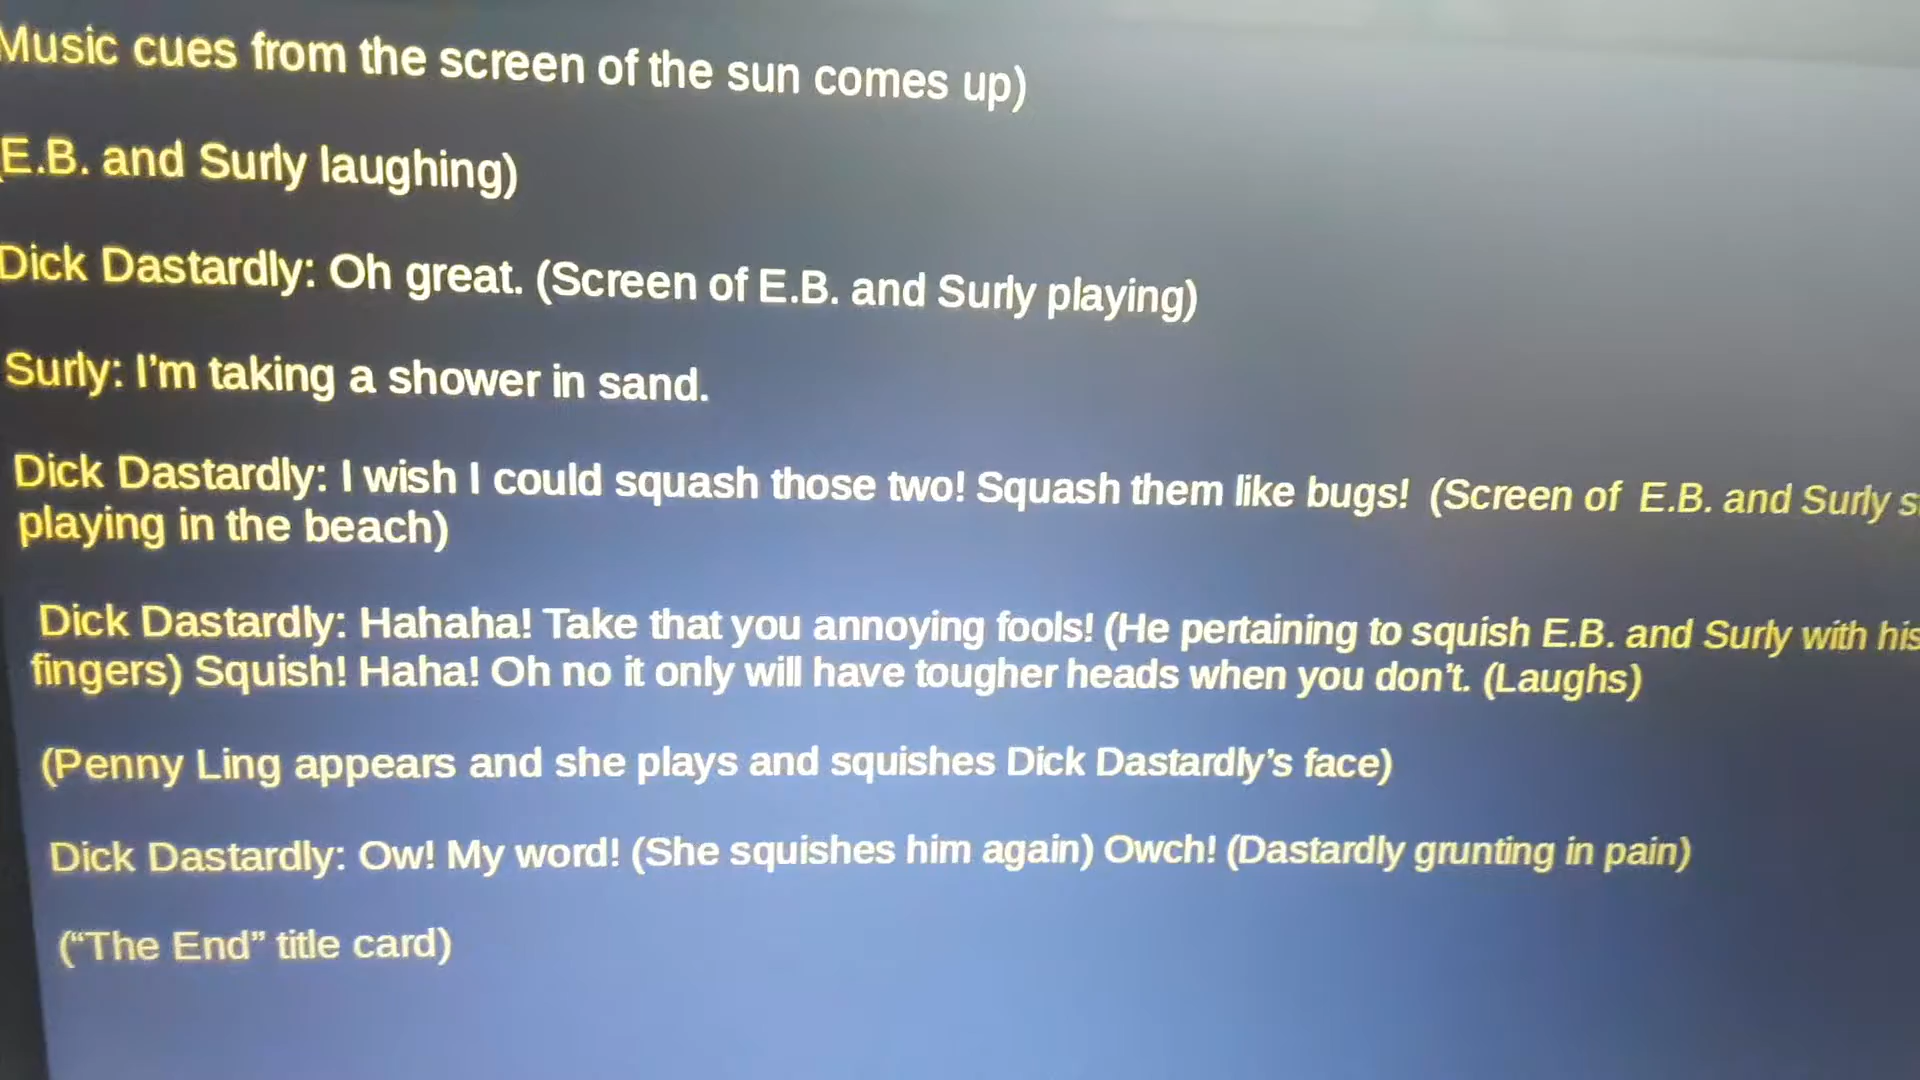 Music cues from the screen of the sun comes up)
E.B. and Surly laughing)
Dick Dastardly: Oh great. (Screen of E.B. and Surly playing)
Surly: I’m taking a shower in sand.
Dick Dastardly: I wish I could squash those two! Squash them like bugs! (Screen of E.B. and Surly
playing in the beach)
Dick Dastardly: Hahaha! Take that you annoying fools! (He pertaining to squish E.B. and Surly with his
fingers) Squish! Haha! Oh no it only will have tougher heads when you don’t. (Laughs)
(Penny Ling appears and she plays and squishes Dick Dastardly’s face)
Dick Dastardly: Ow! My word! (She squishes him again) Owch! (Dastardly grunting in pain)
(“The End” title card)